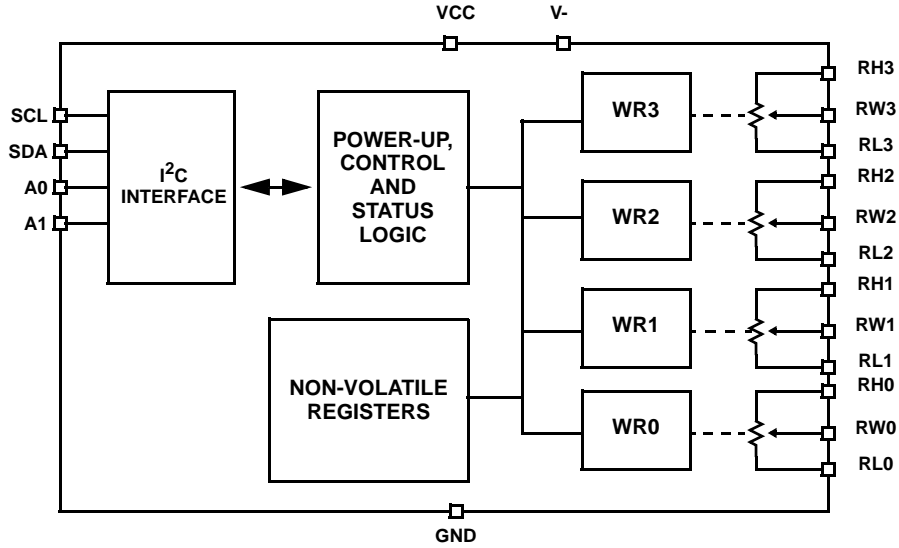 VCC
V-
SCL
SDA
A0
A1
I²C
INTERFACE
POWER-UP,
CONTROL
AND
STATUS
LOGIC
NON-VOLATILE
REGISTERS
WR3
WR2
WR1
WR0
RH3
RW3
RL3
RH2
RW2
RL2
RH1
RW1
RL1
RH0
RW0
RL0
GND